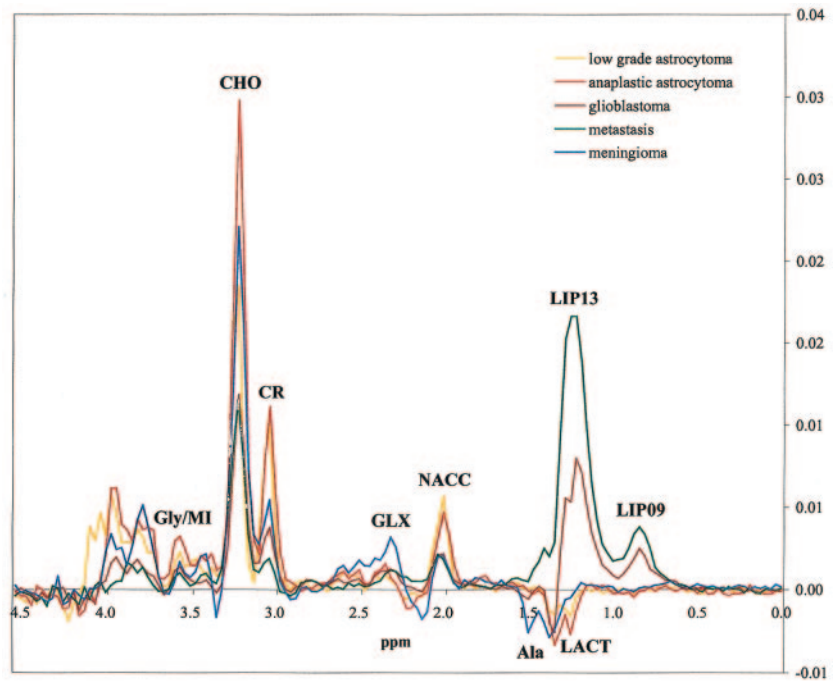 0.04
low grade astrocytoma
CHO
anaplastic astrocytoma
0.03
glioblastoma
metastasis
meningioma
0.03
0.02
LIP13
0.02
CR
0.01
NACC
Gly/MI
GLX
LIP09
0.01
0.00
4.5 4.0 3.5 3.0 2.5 2.0 1.5 1.0 0.5 0.0
ppm
Ala
LACT
-0.01